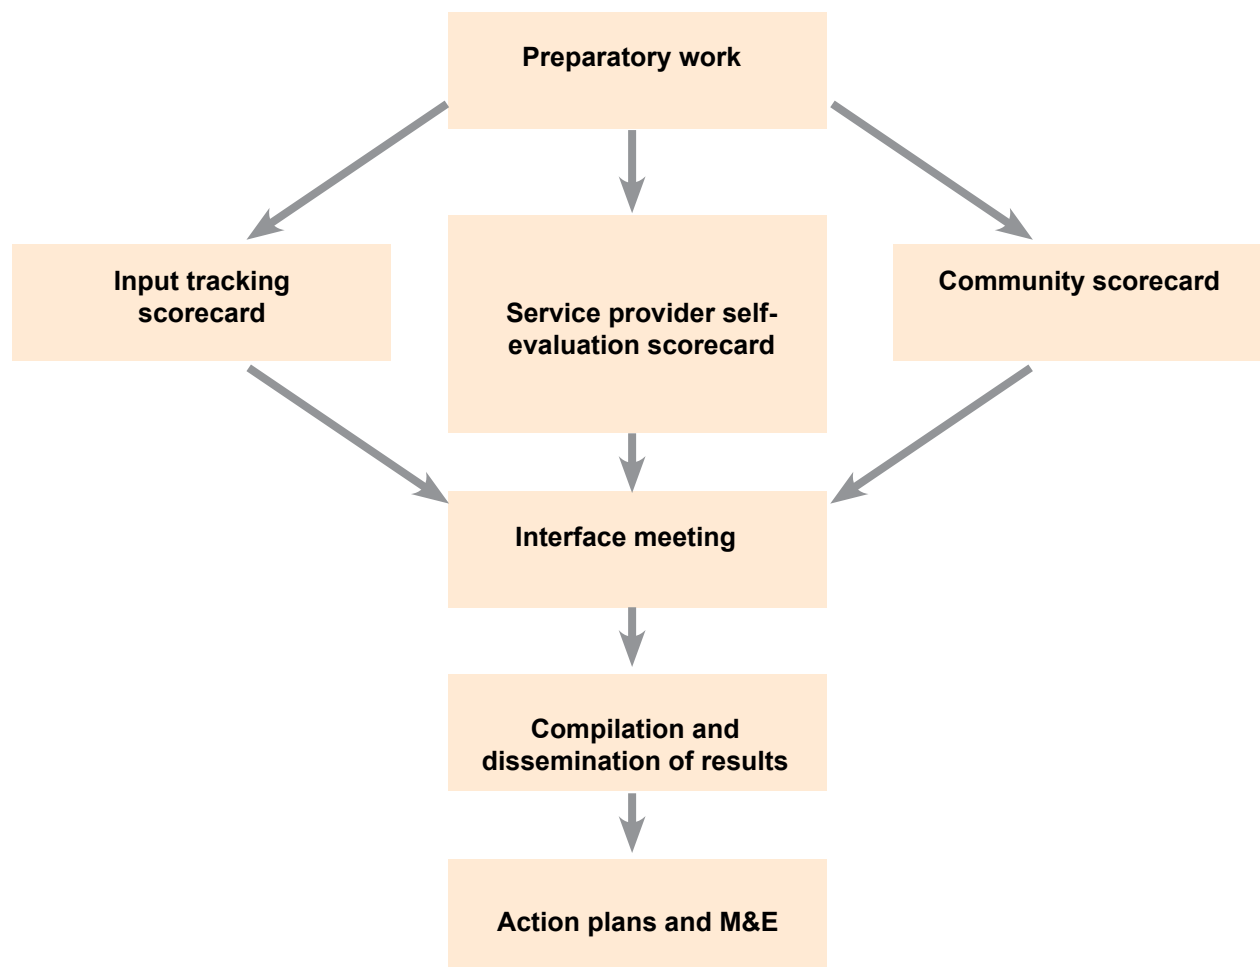 Preparatory work
Input tracking
scorecard
Service provider self-
evaluation scorecard
Community scorecard
Interface meeting
Compilation and
dissemination of results
Action plans and M&E